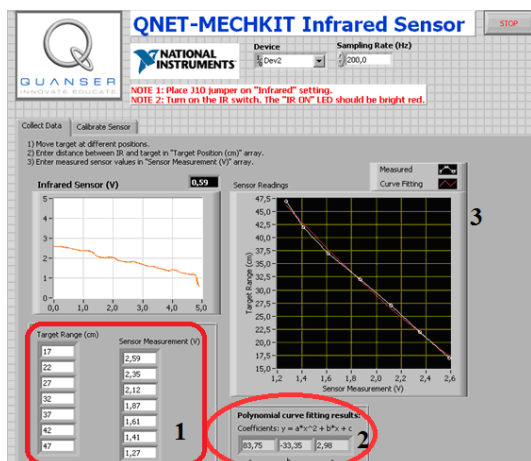 QNET-MECHKIT Infrared Sensor
STOP
QUANSER
INNOVATE EDUCATE
NATIONAL
INSTRUMENTS
Device
Dev2
Sampling Rate (Hz)
200,0
NOTE 1: Place J10 jumper on "Infrared" setting.
NOTE 2: Turn on the IR switch. The "IR ON" LED should be bright red.
Collect Data
Calibrate Sensor
1) Move target at different positions.
2) Enter distance between IR and target in "Target Position (cm)" array.
3) Enter measured sensor values in "Sensor Measurement (V)" array.
Infrared Sensor (V)
0,59
5
4
3
2
1
0
0,0 1,0 2,0 3,0 4,0 5,0
Sensor Readings
Measured
Curve Fitting
47,5
45,0
42,5
40,0
37,5
35,0
32,5
30,0
27,5
25,0
22,5
20,0
17,5
15,0
Target Range (cm)
1,2 1,4 1,6 1,8 2,0 2,2 2,4 2,6
Sensor Measurement (V)
3
Target Range (cm)
17
22
27
32
37
42
47
Sensor Measurement (V)
2,59
2,35
2,12
1,87
1,61
1,41
1,27
1
Polynomial curve fitting results:
Coefficients: y = a*x^2 + b*x + c
83,75 -33,35 2,98
2